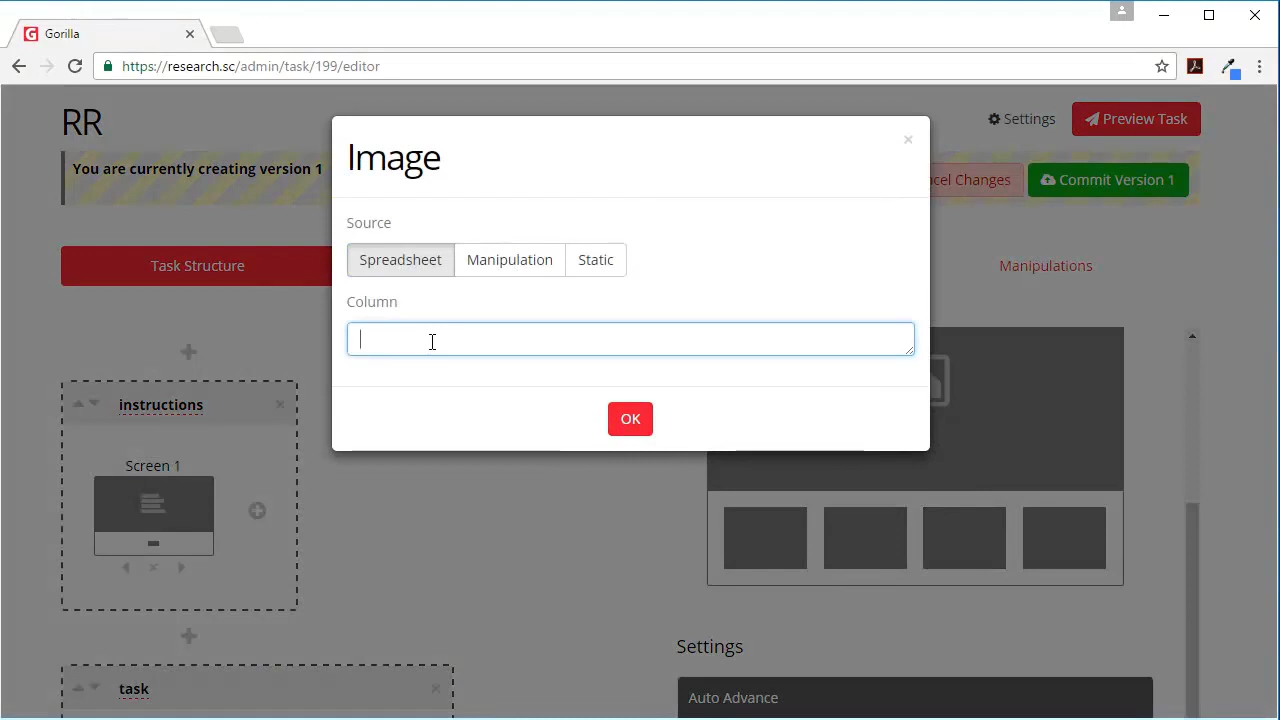 Gorilla
https://research.sc/admin/task/199/editor
RR
Settings
Preview Task
You are currently creating version 1
cel Changes
Commit Version 1
Image
Source
Spreadsheet
Manipulation
Static
Column
OK
Task Structure
Manipulations
instructions
Screen 1
task
Settings
Auto Advance